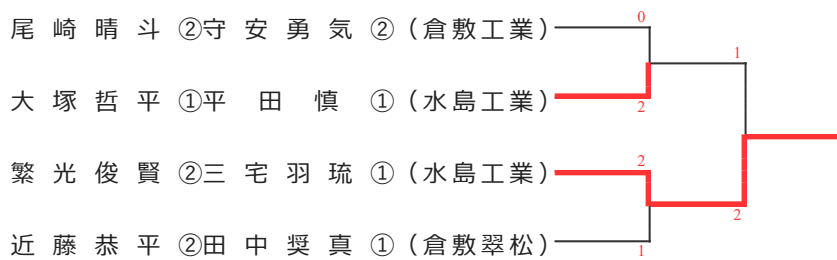 尾崎晴斗 ②守安勇気 ② (倉敷工業) 0
1
大塚哲平 ①平田慎 ① (水島工業) 2
繁光俊賢 ②三宅羽琉 ① (水島工業) 2
2
近藤恭平 ②田中奨真 ① (倉敷翠松) 1